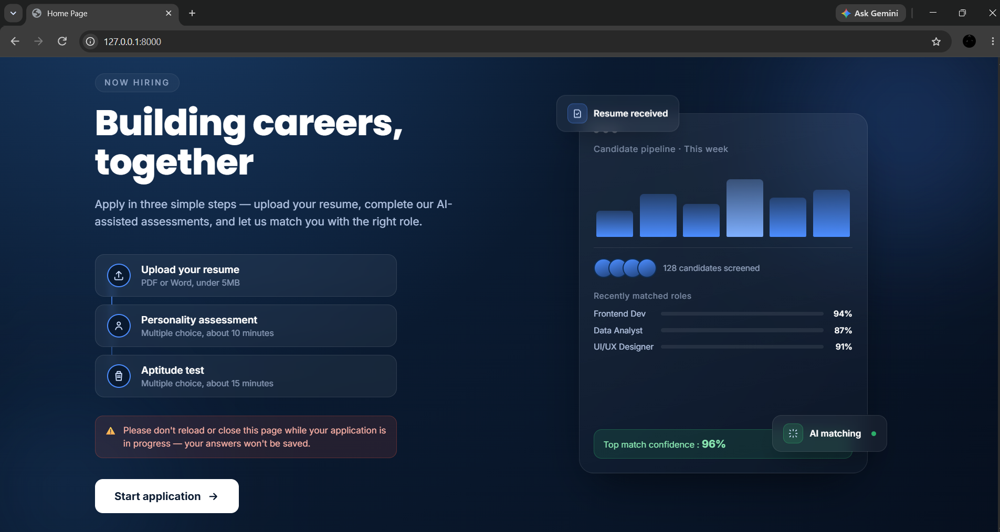 Home Page
Ask Gemini
127.0.0.1:8000
NOW HIRING
Building careers,
together
Apply in three simple steps — upload your resume, complete our AI-
assisted assessments, and let us match you with the right role.
Upload your resume
PDF or Word, under 5MB
Personality assessment
Multiple choice, about 10 minutes
Aptitude test
Multiple choice, about 15 minutes
Please don't reload or close this page while your application is
in progress — your answers won't be saved.
Start application →
Resume received
Candidate pipeline · This week
128 candidates screened
Recently matched roles
Frontend Dev 94%
Data Analyst 87%
UI/UX Designer 91%
Top match confidence : 96%
AI matching